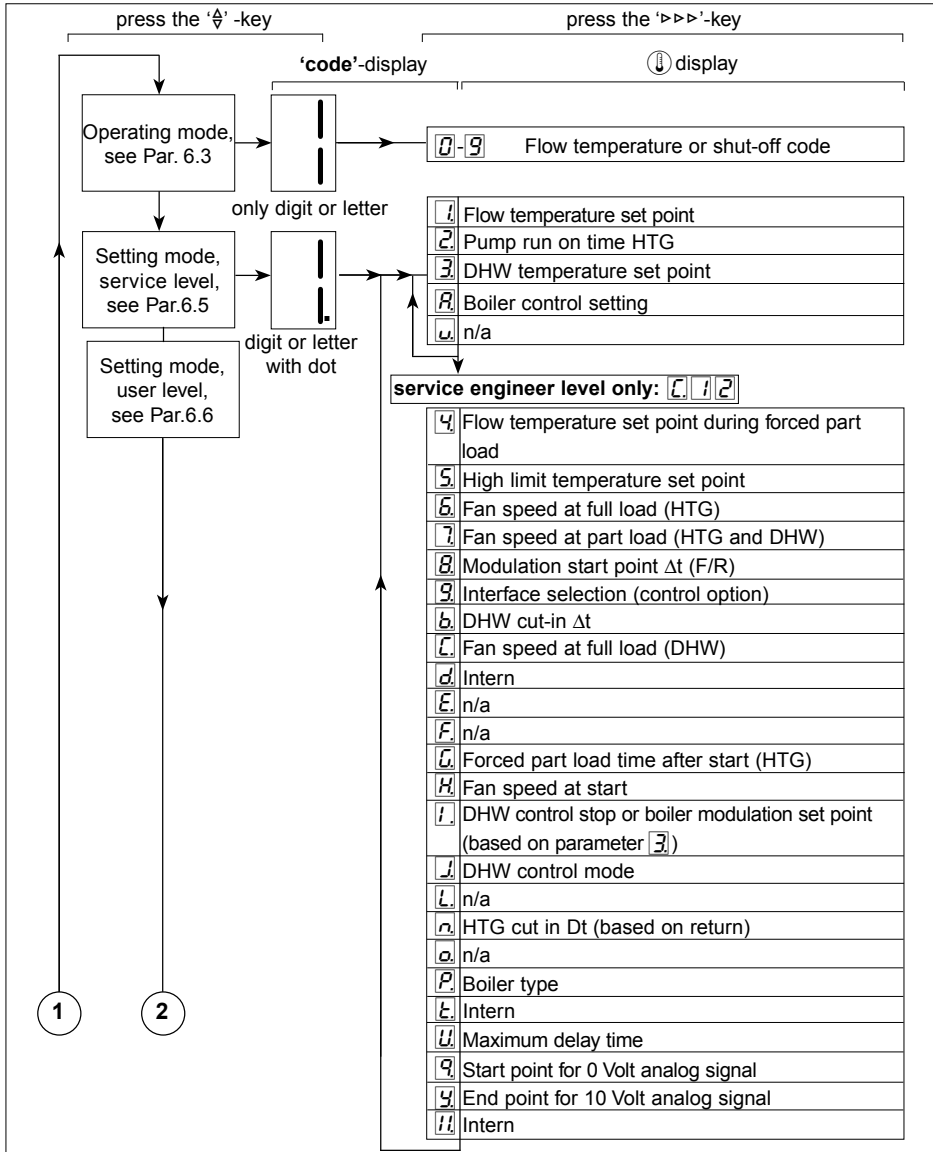 press the ‘⇳’ -key
press the ‘▷▷▷’-key
‘code’-display
display
Operating mode,
see Par. 6.3
only digit or letter
0 - 9 Flow temperature or shut-off code
Setting mode,
service level,
see Par.6.5
digit or letter
with dot
Setting mode,
user level,
see Par.6.6
1. Flow temperature set point
2. Pump run on time HTG
3. DHW temperature set point
A. Boiler control setting
u. n/a
service engineer level only: C. 1 2
4. Flow temperature set point during forced part
load
5. High limit temperature set point
6. Fan speed at full load (HTG)
7. Fan speed at part load (HTG and DHW)
8. Modulation start point Δt (F/R)
9. Interface selection (control option)
b. DHW cut-in Δt
C. Fan speed at full load (DHW)
d. Intern
E. n/a
F. n/a
G. Forced part load time after start (HTG)
H. Fan speed at start
I. DHW control stop or boiler modulation set point
(based on parameter 3.)
J. DHW control mode
L. n/a
n. HTG cut in Dt (based on return)
o. n/a
P. Boiler type
t. Intern
U. Maximum delay time
q. Start point for 0 Volt analog signal
y. End point for 10 Volt analog signal
11. Intern
1
2